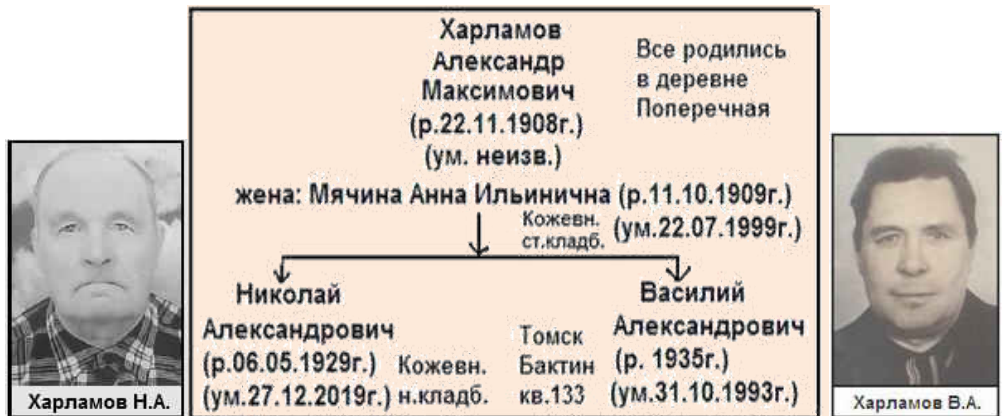 Харламов
Александр
Максимович
(р.22.11.1908г.)
(ум. неизв.)
Все родились
в деревне
Поперечная
жена: Мячина Анна Ильинична (р.11.10.1909г.)
Кожевн.
ст.кладб.
(ум.22.07.1999г.)
Николай
Александрович
(р.06.05.1929г.)
(ум.27.12.2019г.)
Кожевн.
н.кладб.
Томск
Бактин
кв.133
Василий
Александрович
(р. 1935г.)
(ум.31.10.1993г.)
Харламов Н.А.
Харламов В.А.